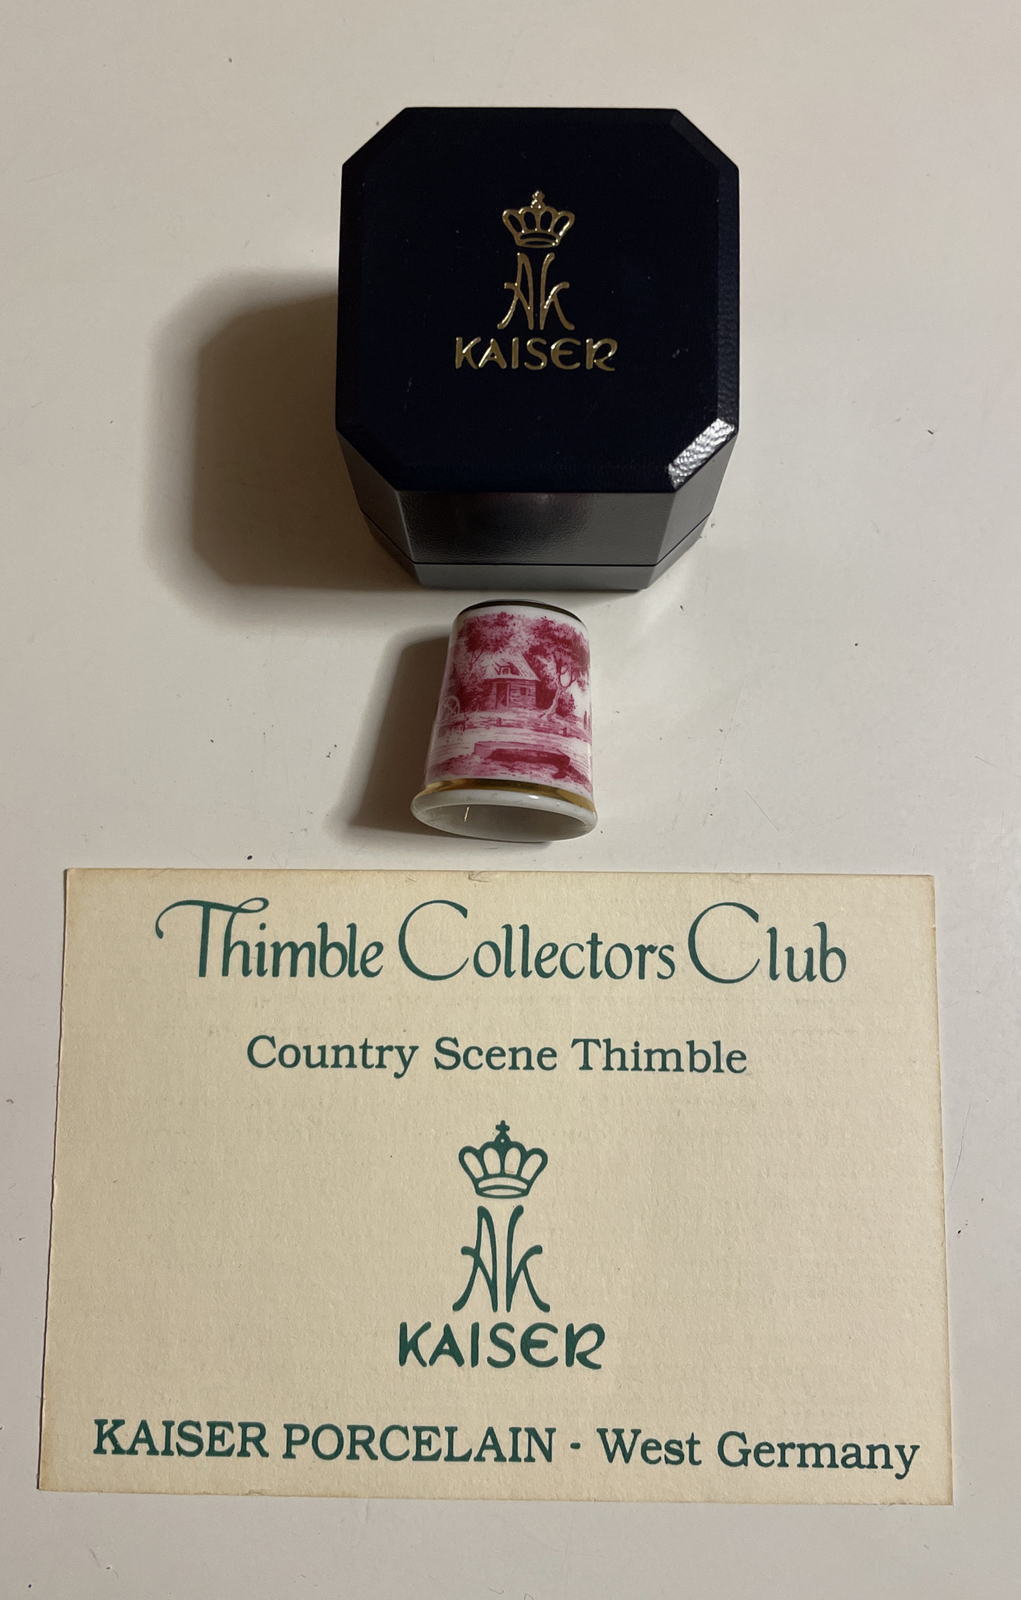 AK
KAISER
Thimble Collectors Club
Country Scene Thimble
AK
KAISER
KAISER PORCELAIN - West Germany